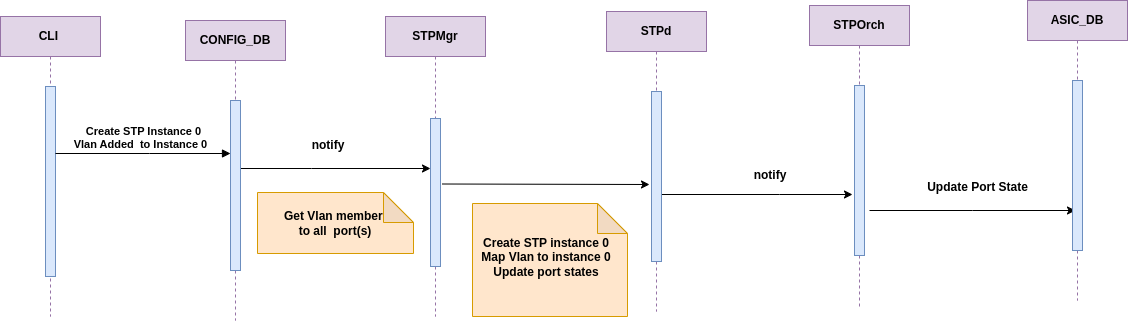 CLI
CONFIG_DB
STPMgr
STPd
STPOrch
ASIC_DB
Create STP Instance 0
Vlan Added to Instance 0
notify
notify
Update Port State
Get Vlan member
to all port(s)
Create STP instance 0
Map Vlan to instance 0
Update port states